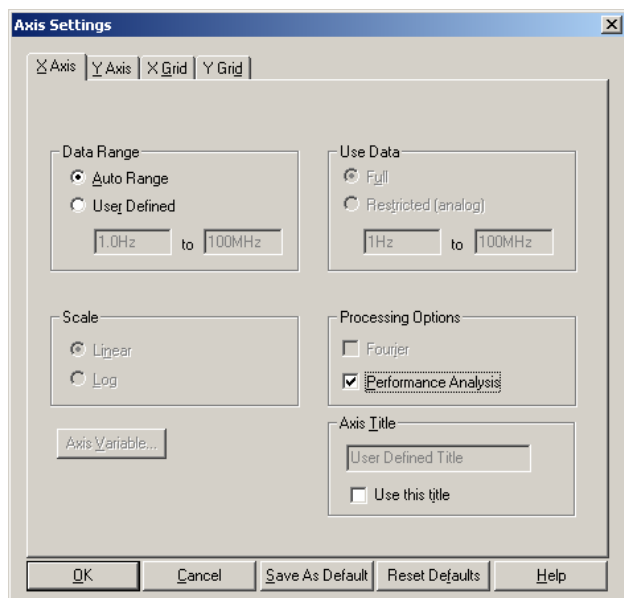 Axis Settings
X Axis Y Axis X Grid Y Grid
Data Range
Auto Range
User Defined
1.0Hz to 100MHz
Use Data
Full
Restricted (analog)
1Hz to 100MHz
Scale
Linear
Log
Processing Options
Fourier
Performance Analysis
Axis Variable...
Axis Title
User Defined Title
Use this title
OK Cancel Save As Default Reset Defaults Help